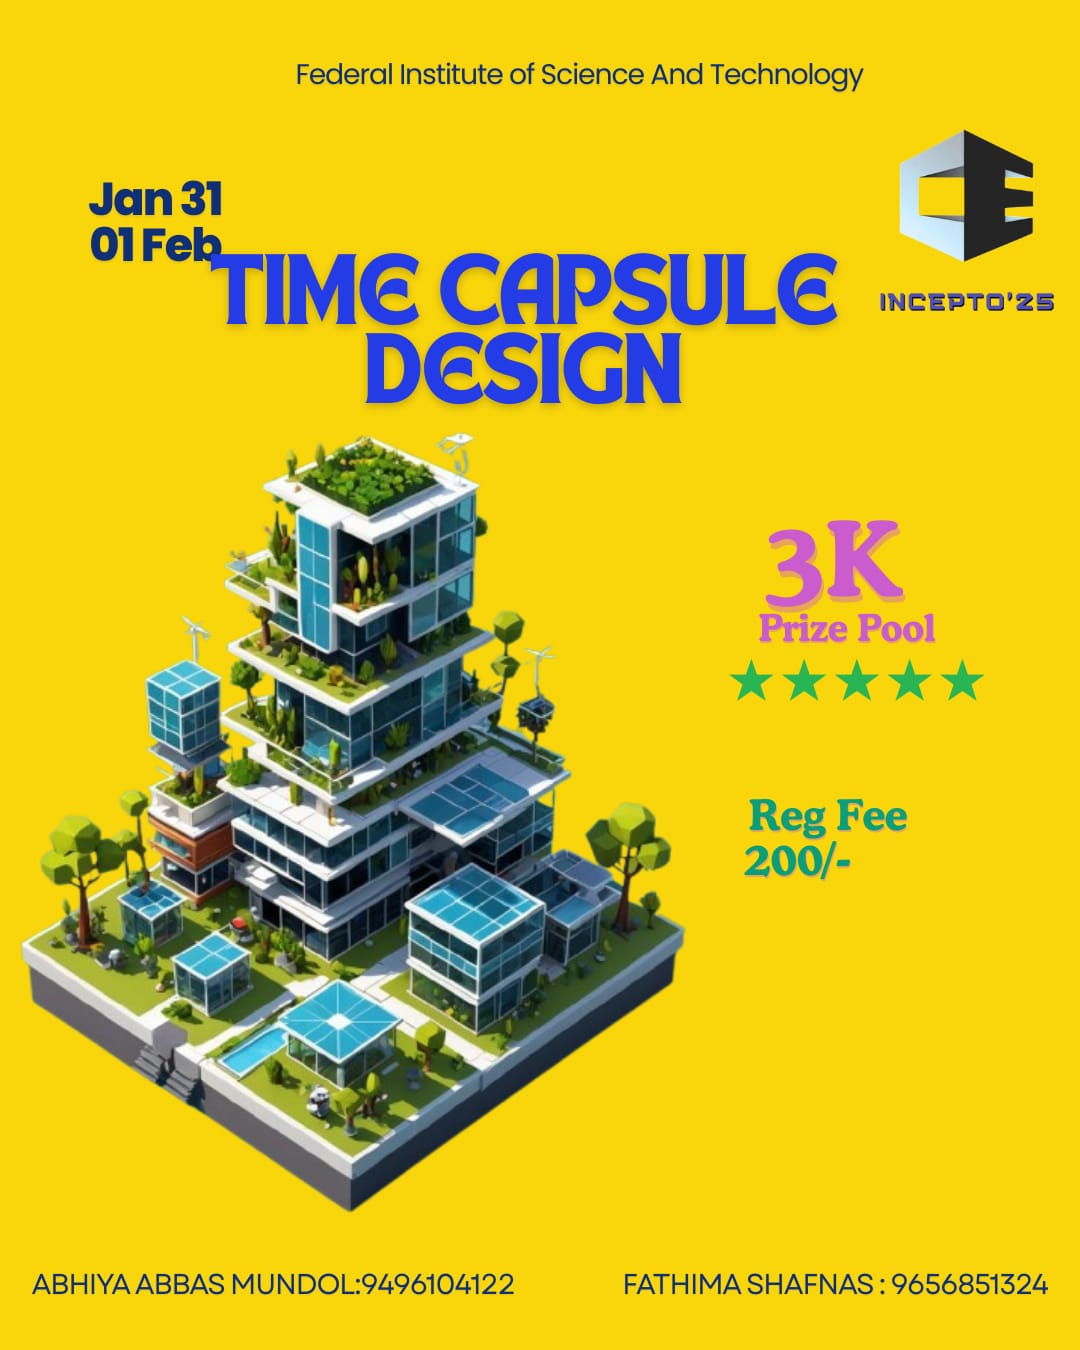 Federal Institute of Science And Technology
Jan 31
01 Feb
TIME CAPSULE
DESIGN
CE
INCEPTO'25
3K
Prize Pool
Reg Fee
200/-
ABHIYA ABBAS MUNDOL:9496104122
FATHIMA SHAFNAS : 9656851324